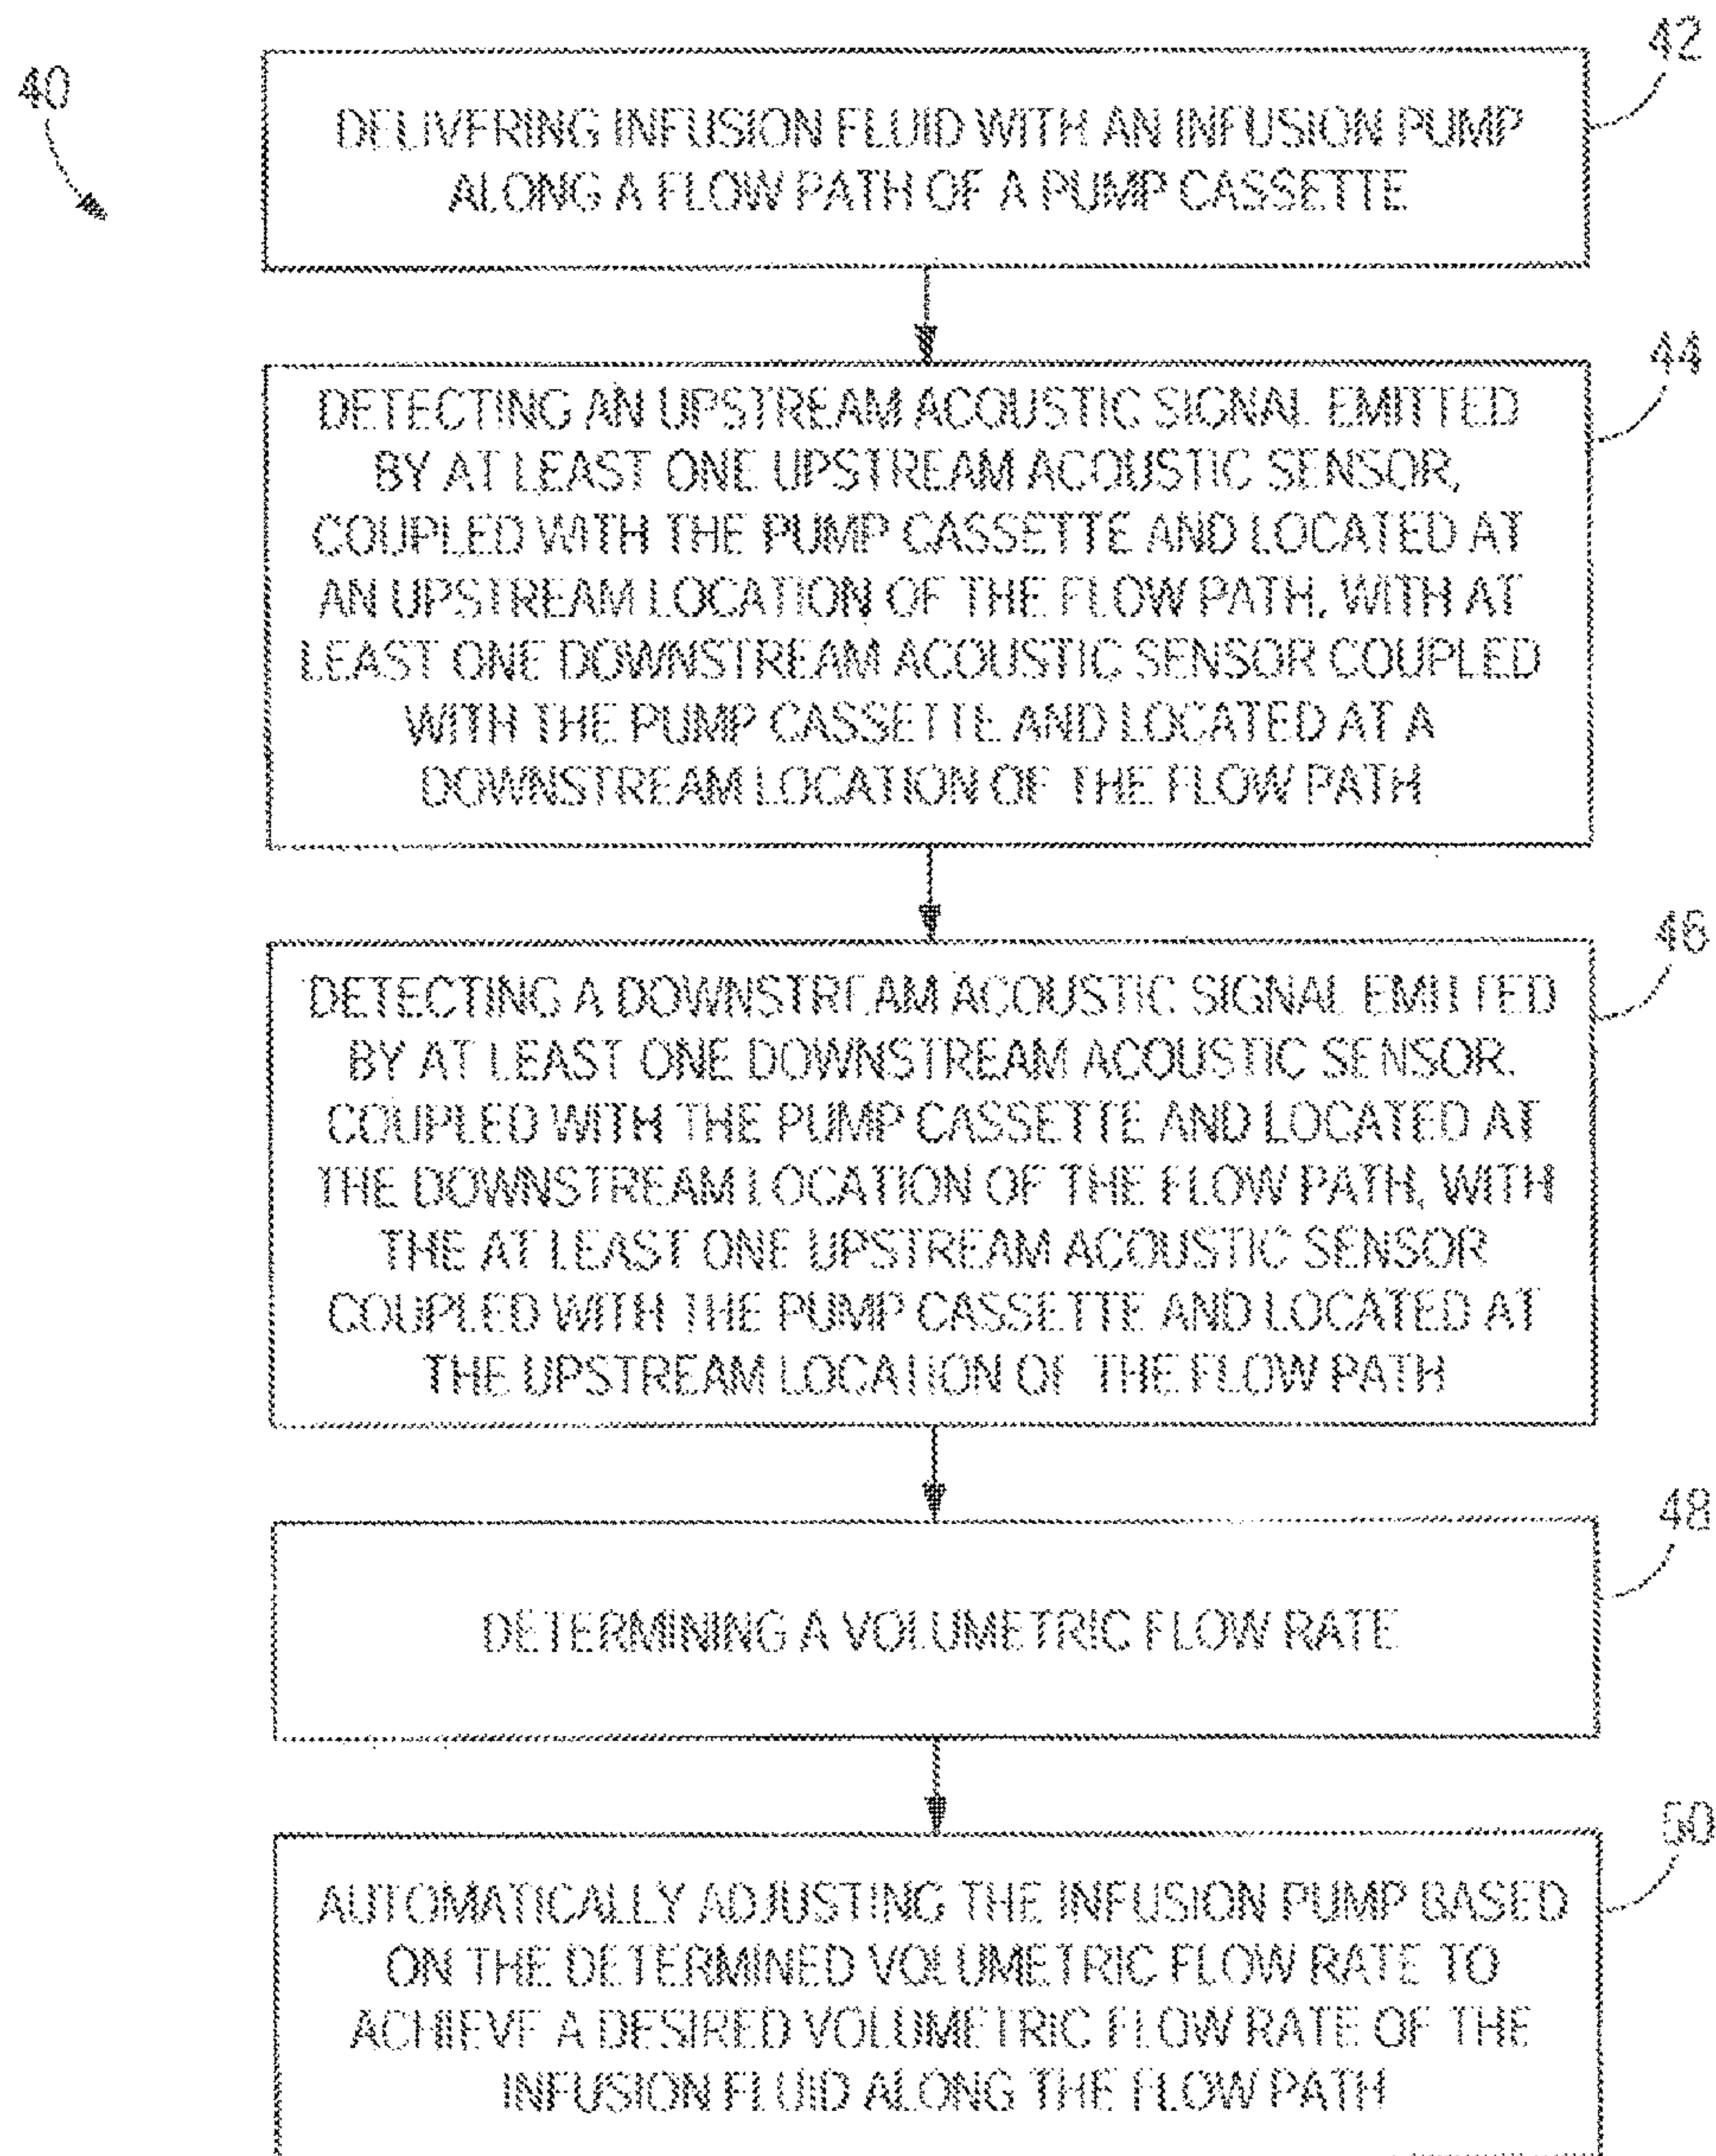 40
42
DELIVERING INFUSION FLUID WITH AN INFUSION PUMP
ALONG A FLOW PATH OF A PUMP CASSETTE
44
DETECTING AN UPSTREAM ACOUSTIC SIGNAL EMITTED
BY AT LEAST ONE UPSTREAM ACOUSTIC SENSOR,
COUPLED WITH THE PUMP CASSETTE AND LOCATED AT
AN UPSTREAM LOCATION OF THE FLOW PATH, WITH AT
LEAST ONE DOWNSTREAM ACOUSTIC SENSOR COUPLED
WITH THE PUMP CASSETTE AND LOCATED AT A
DOWNSTREAM LOCATION OF THE FLOW PATH
46
DETECTING A DOWNSTREAM ACOUSTIC SIGNAL EMITTED
BY AT LEAST ONE DOWNSTREAM ACOUSTIC SENSOR,
COUPLED WITH THE PUMP CASSETTE AND LOCATED AT
THE DOWNSTREAM LOCATION OF THE FLOW PATH, WITH
THE AT LEAST ONE UPSTREAM ACOUSTIC SENSOR
COUPLED WITH THE PUMP CASSETTE AND LOCATED AT
THE UPSTREAM LOCATION OF THE FLOW PATH
48
DETERMINING A VOLUMETRIC FLOW RATE
50
AUTOMATICALLY ADJUSTING THE INFUSION PUMP BASED
ON THE DETERMINED VOLUMETRIC FLOW RATE TO
ACHIEVE A DESIRED VOLUMETRIC FLOW RATE OF THE
INFUSION FLUID ALONG THE FLOW PATH